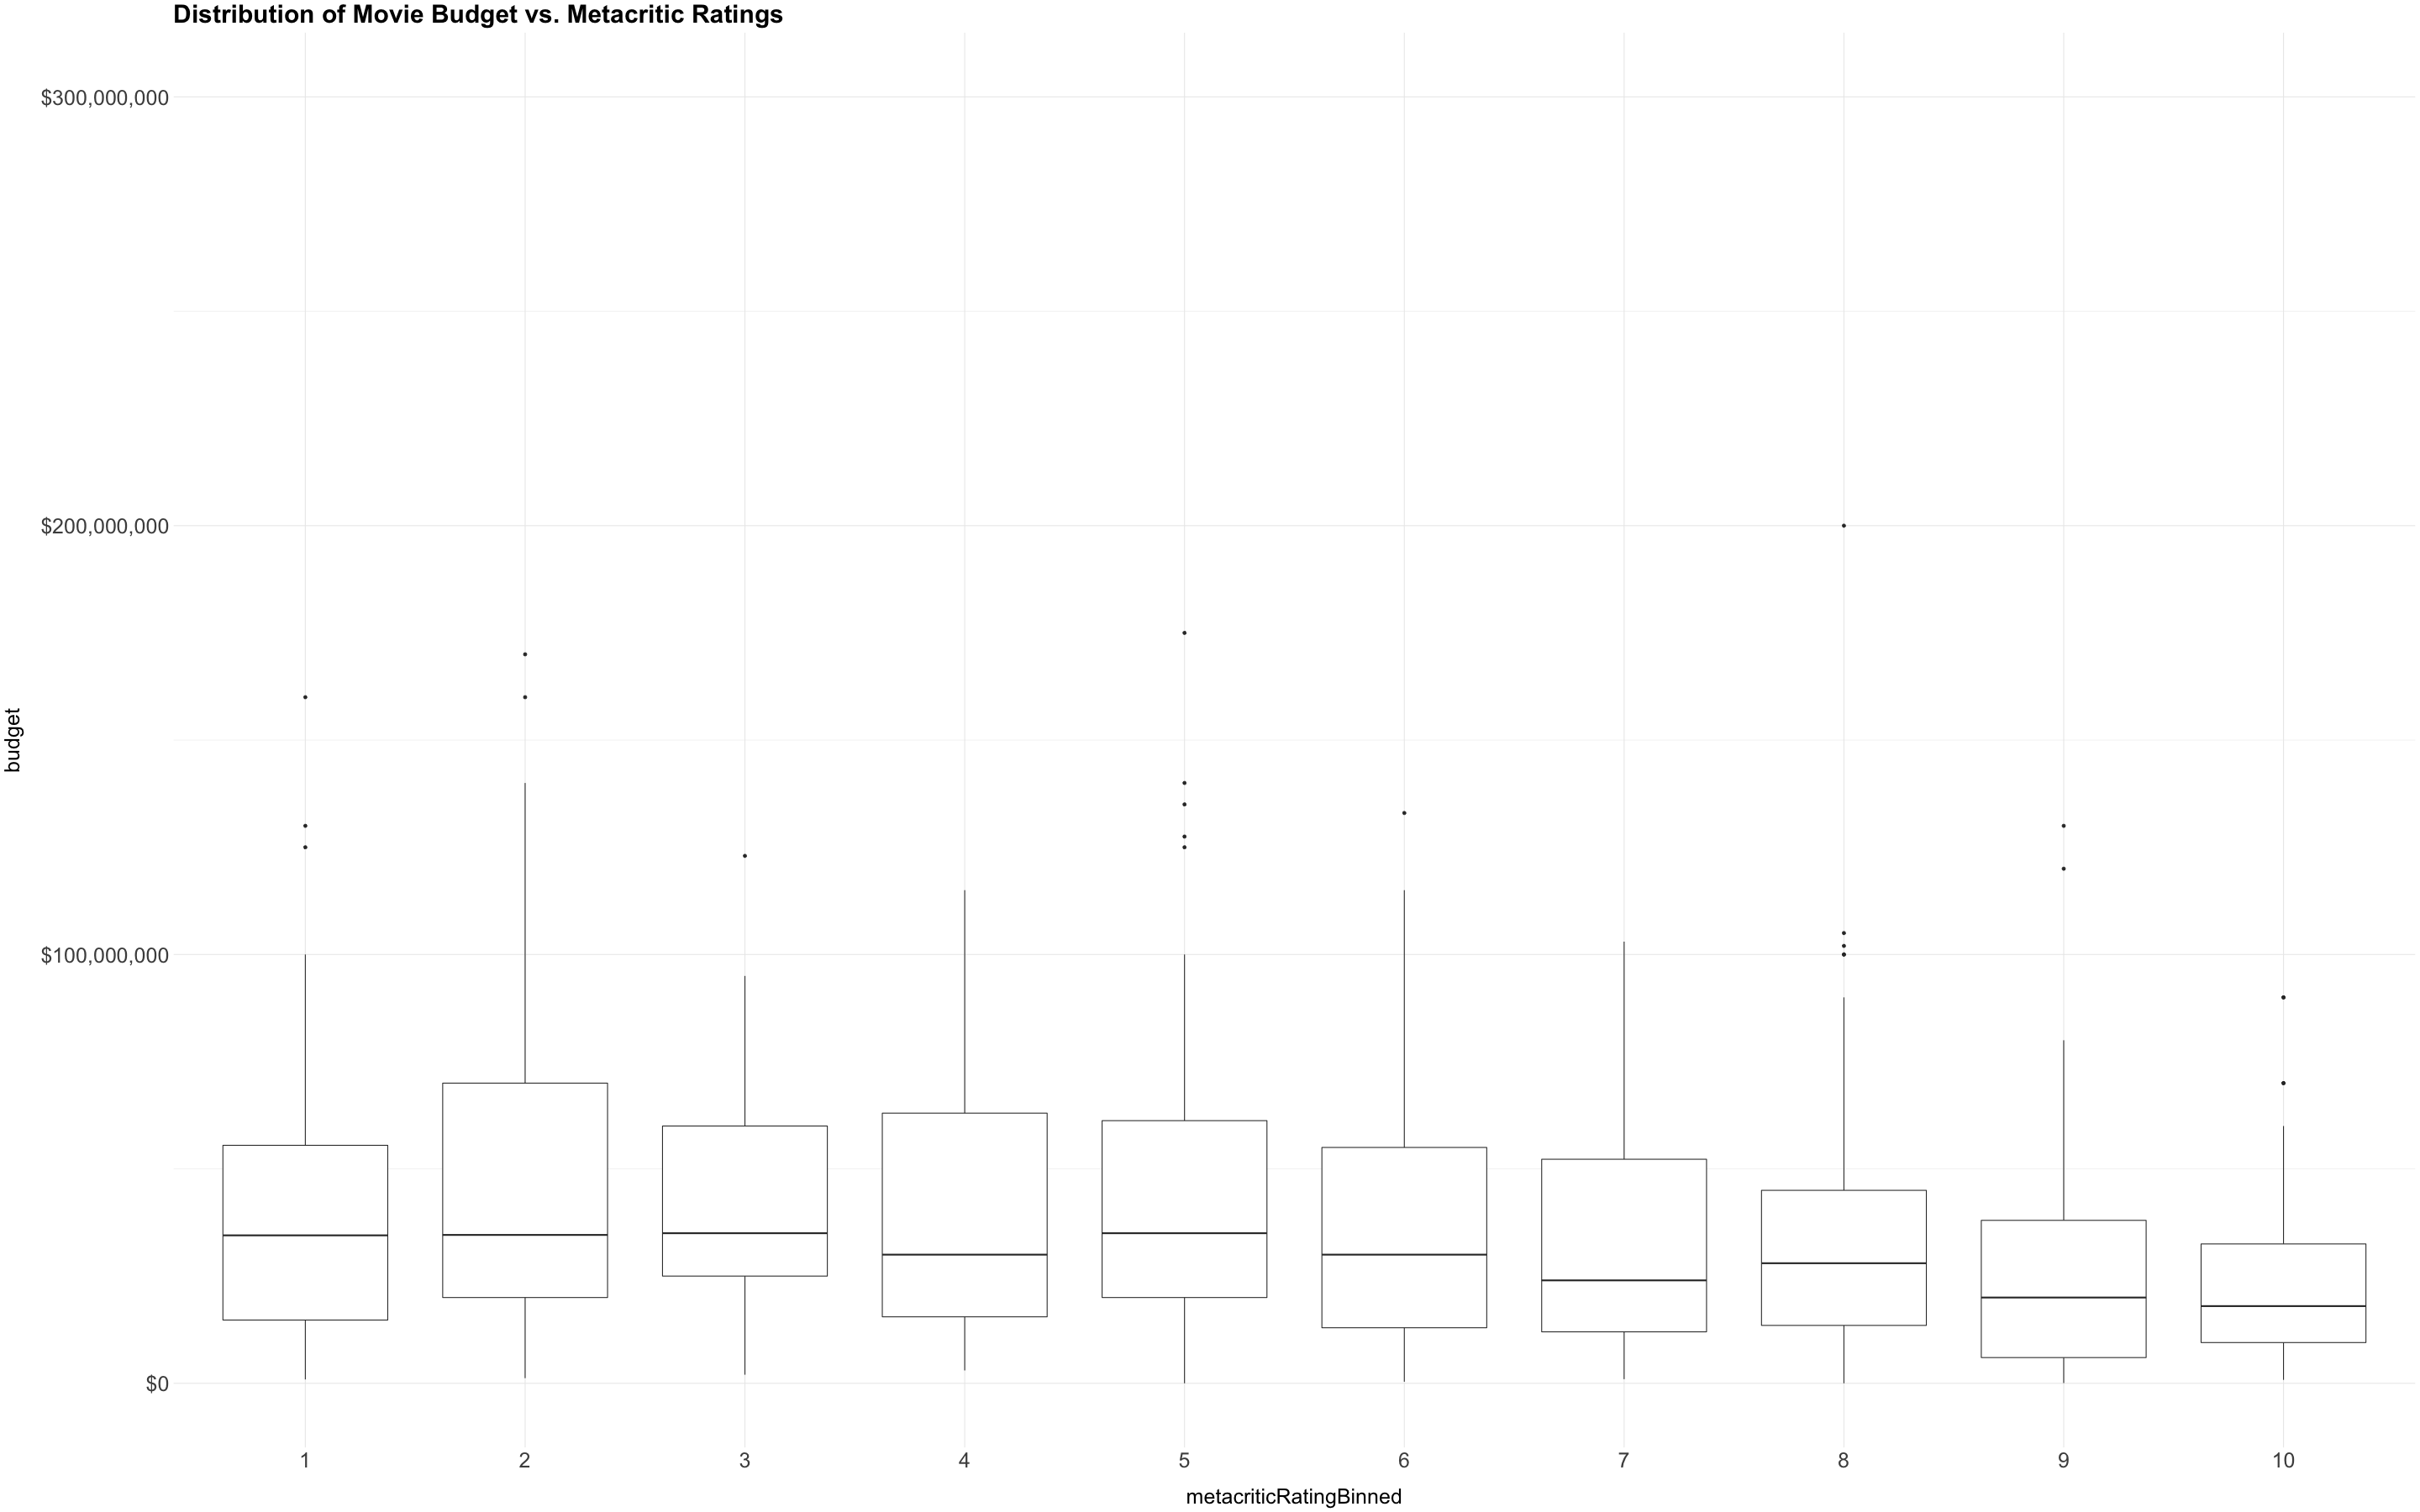 Distribution of Movie Budget vs. Metacritic Ratings
$300,000,000
$200,000,000
budget
$100,000,000
$0
1 2 3 4 5 6 7 8 9 10
metacriticRatingBinned